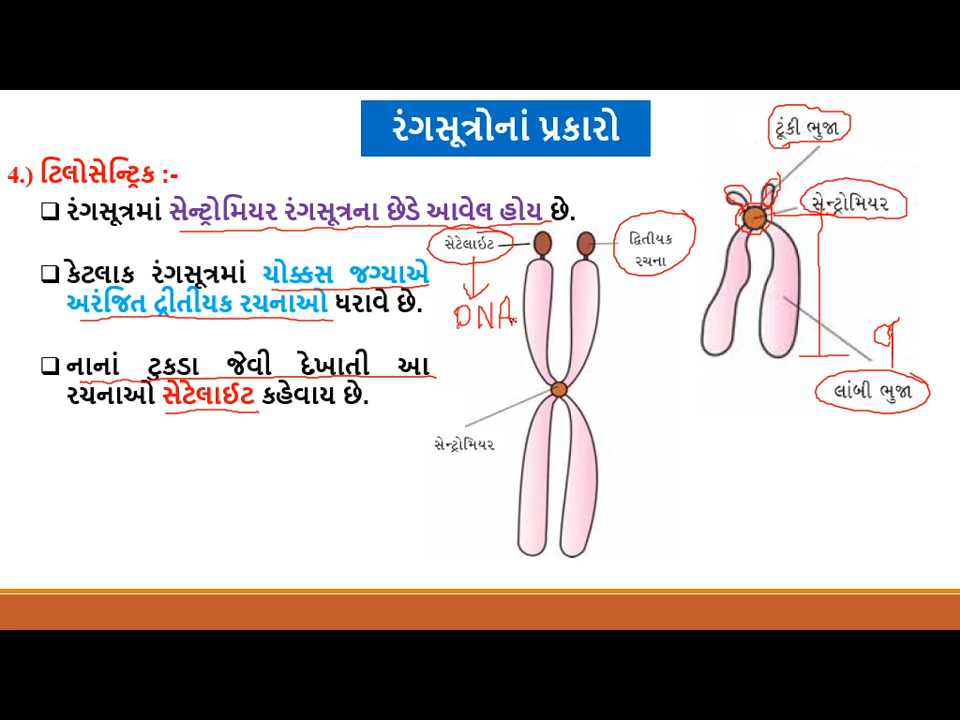 રંગસૂત્રોનાં પ્રકારો
4.) ટિલોસેન્ટ્રિક :-
રંગસૂત્રમાં સેન્ટ્રોમિયર રંગસૂત્રના છેડે આવેલ હોય છે.
કેટલાક રંગસૂત્રમાં ચોક્કસ જગ્યાએ
અરંજિત દ્રીતીયક રચનાઓ ધરાવે છે.
નાનાં ટુકડા જેવી દેખાતી આ
રચનાઓ સેટેલાઈટ કહેવાય છે.
સેટેલાઇટ
દ્વિતીયક
રચના
DNA
સેન્ટ્રોમિયર
ટૂંકી ભુજા
સેન્ટ્રોમિયર
q
લાંબી ભુજા